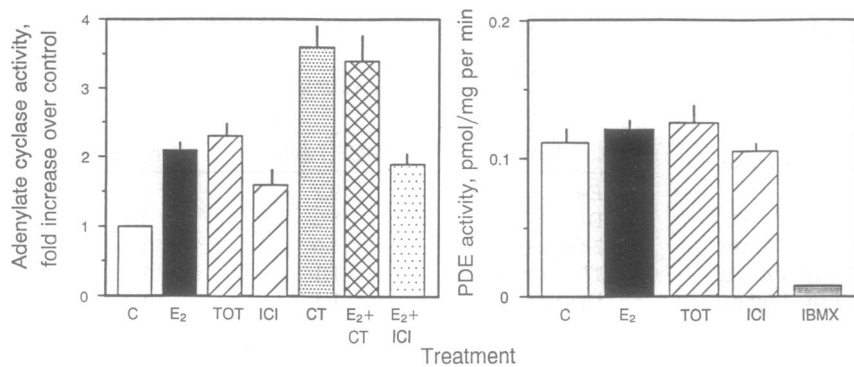 Adenylate cyclase activity,
fold increase over control
4
3
2
1
0
C E₂ TOT ICI CT E₂+ CT E₂+ ICI
PDE activity, pmol/mg per min
0.2
0.1
0
C E₂ TOT ICI IBMX
Treatment